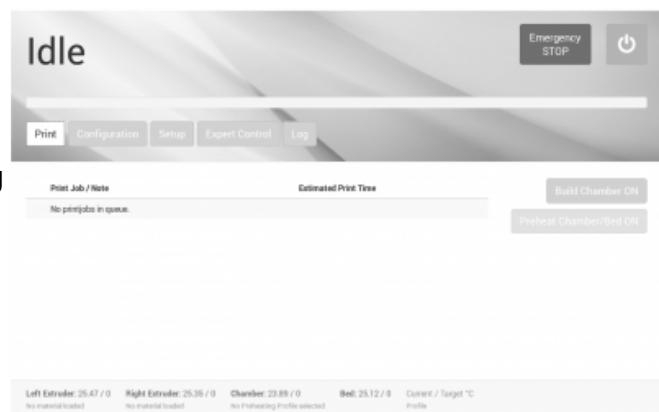 Idle
Emergency
STOP
Print Configuration Setup Expert Control Log
Print Job / Note Estimated Print Time
No printjobs in queue.
Build Chamber ON
Preheat Chamber/Bed ON
Left Extruder: 25.47 / 0 Right Extruder: 25.35 / 0 Chamber: 23.89 / 0 Bed: 25.12 / 0 Current / Target °C
No material loaded No material loaded No Preheating Profile selected Profile